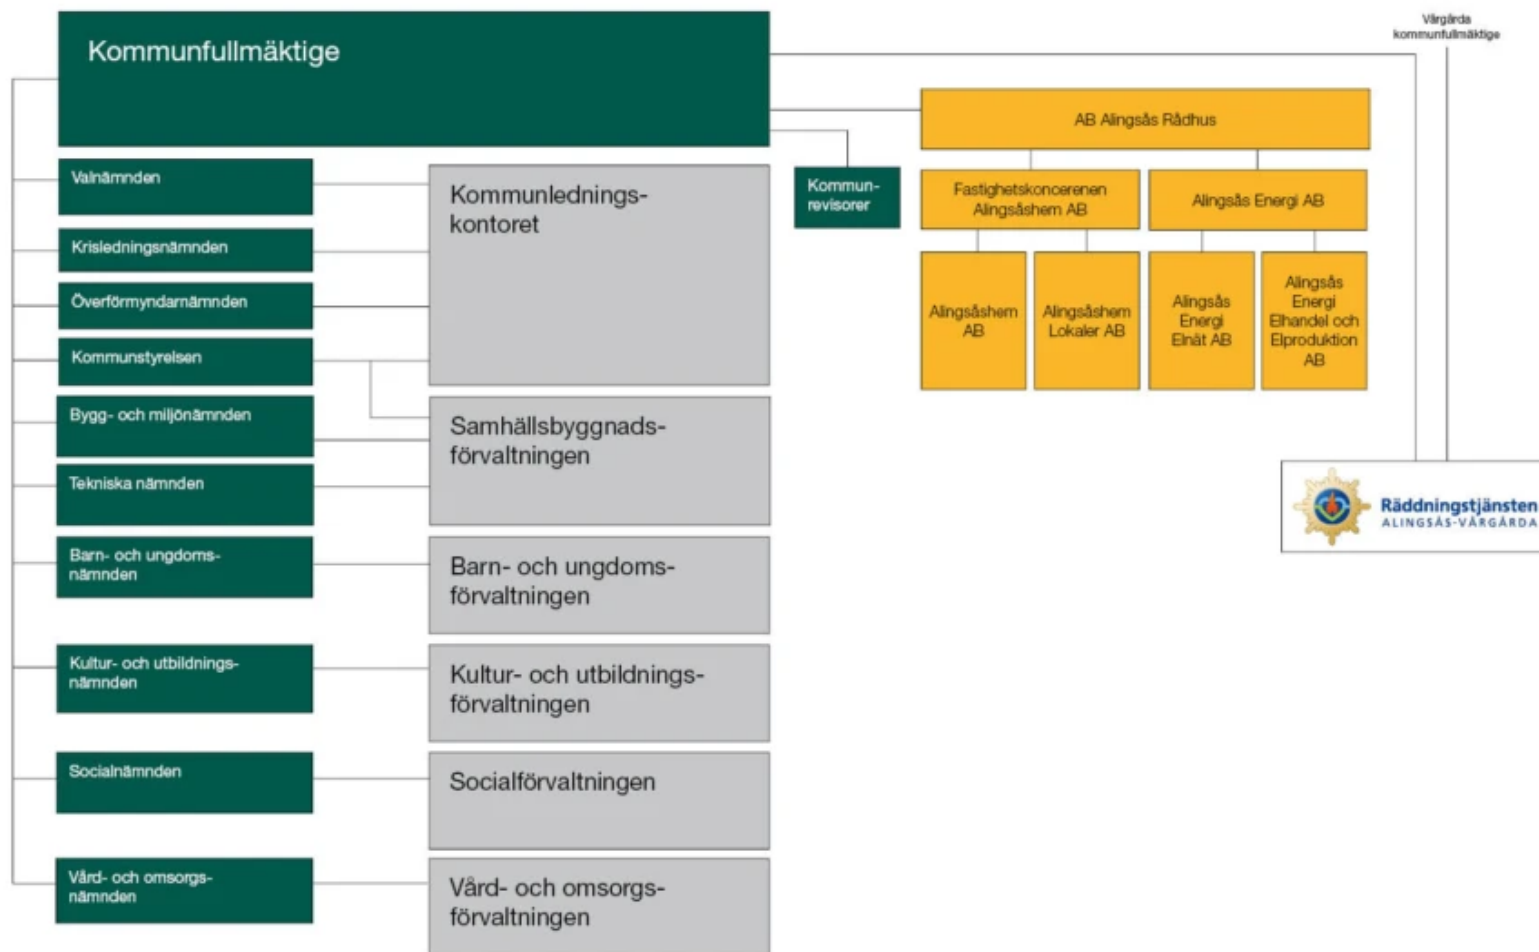 Kommunfullmäktige
Valnämnden
Krisledningsnämnden
Överförmyndarnämnden
Kommunstyrelsen
Bygg- och miljönämnden
Tekniska nämnden
Barn- och ungdoms-
nämnden
Kultur- och utbildnings-
nämnden
Socialnämnden
Vård- och omsorgs-
nämnden
Kommunlednings-
kontoret
Samhällsbyggnads-
förvaltningen
Barn- och ungdoms-
förvaltningen
Kultur- och utbildnings-
förvaltningen
Socialförvaltningen
Vård- och omsorgs-
förvaltningen
Kommun-
revisorer
AB Alingsås Rådhus
Fastighetskoncerenen
Alingsåshem AB
Alingsås Energi AB
Alingsåshem
AB
Alingsåshem
Lokaler AB
Alingsås
Energi
Elnät AB
Alingsås
Energi
Elhandel och
Elproduktion
AB
Vårgårda
kommunfullmäktige
Räddningstjänsten
ALINGSÅS-VÅRGÅRDA